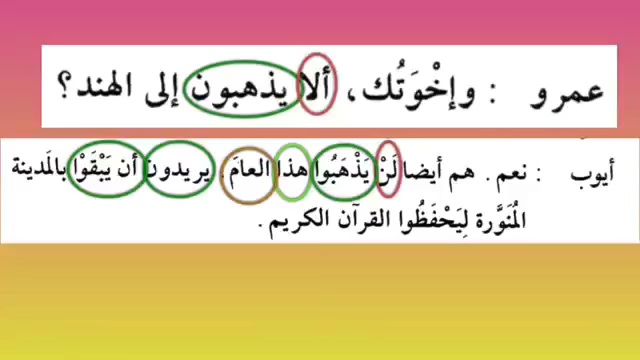 عمرو : وإخْوَتُك، ألا يذهبون إلى الهند؟
أيوب : نعم. هم أيضا لَنْ يَذْهَبُوا هذا العامَ. يريدون أن يَبْقَوْا بالمَدينة
المُنَوَّرة لِيَحْفَظُوا القرآن الكريم.